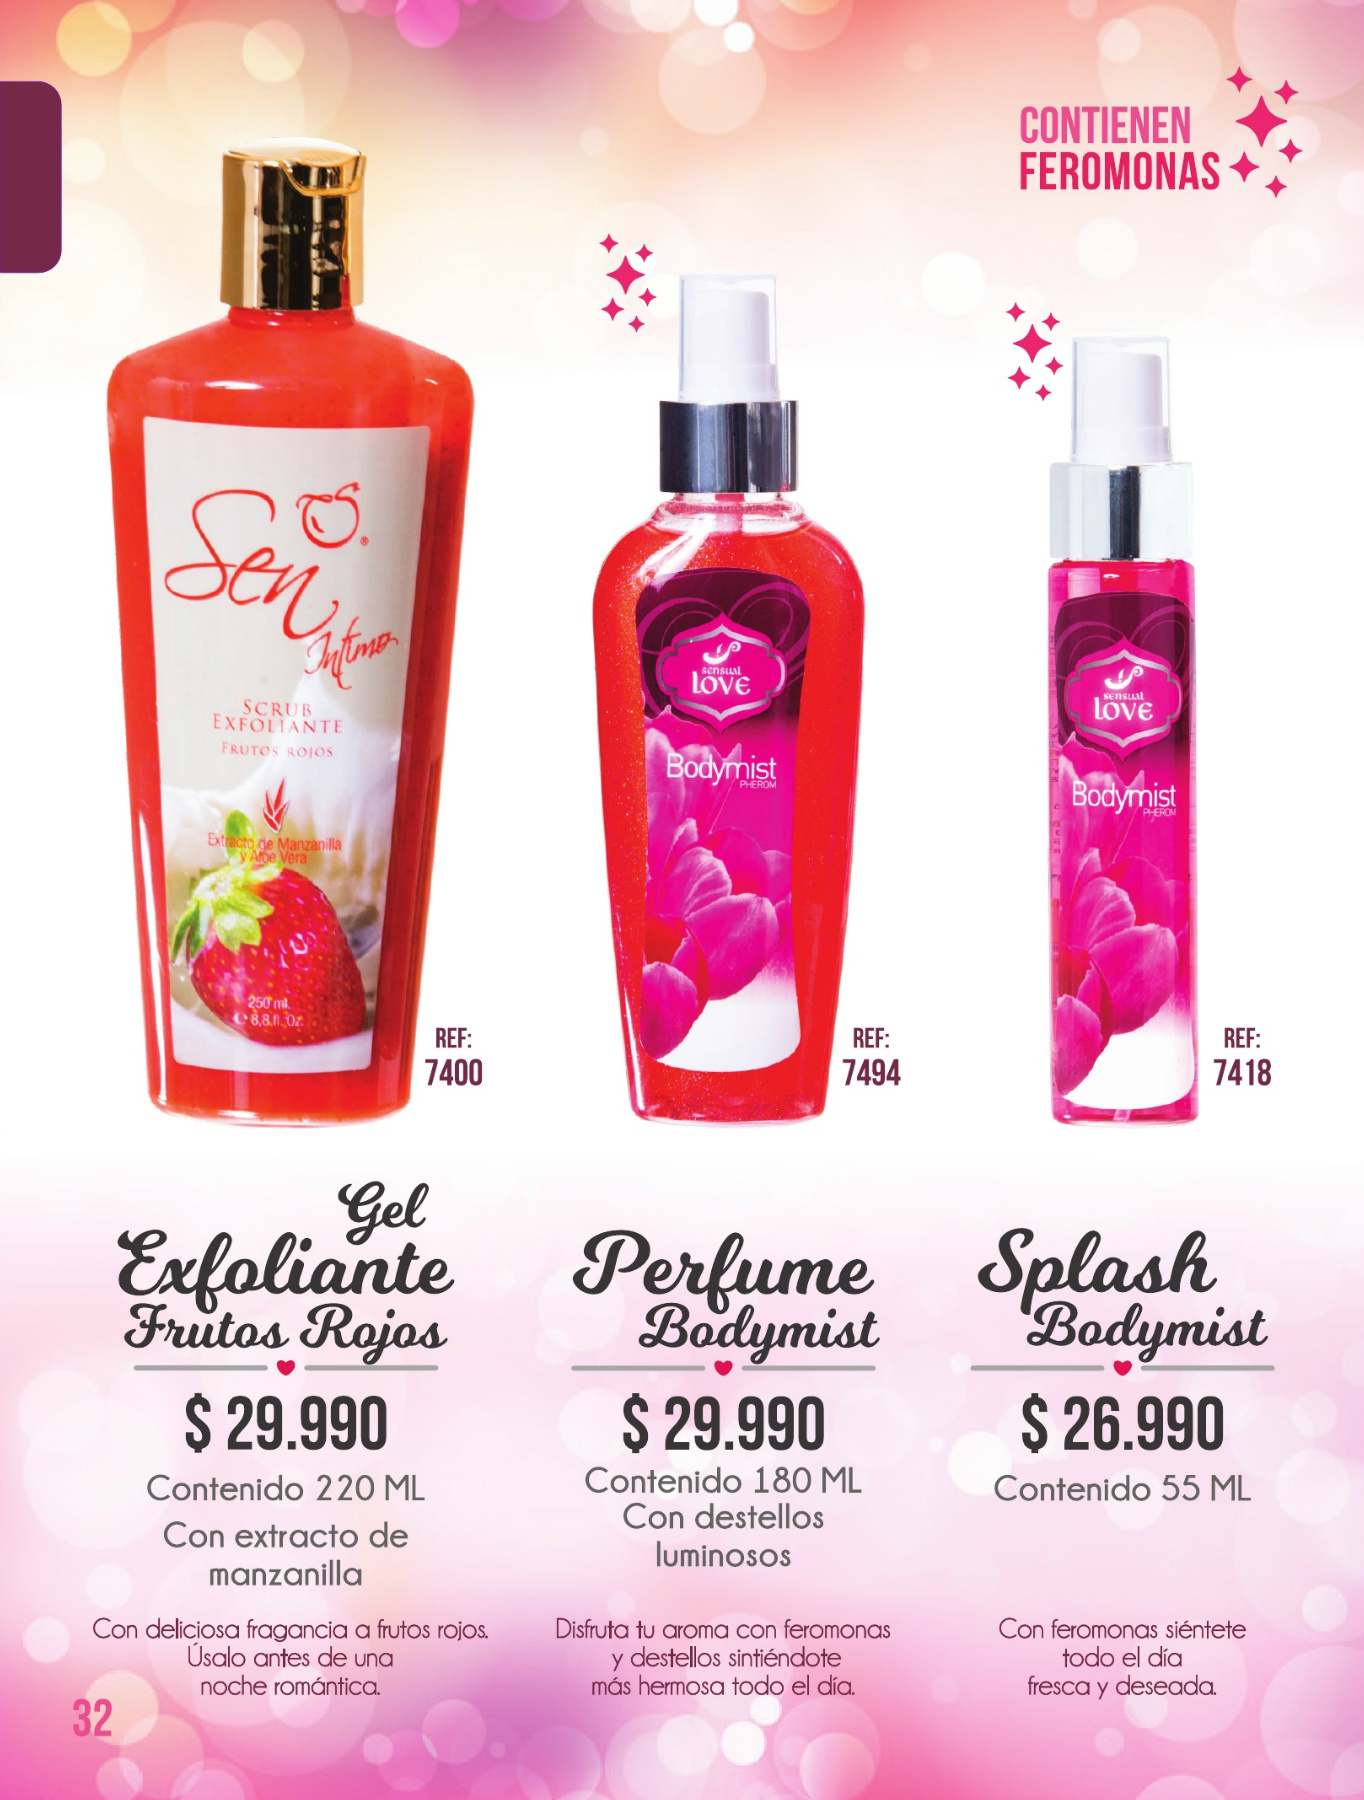 CONTIENEN
FEROMONAS
Sen
Intimo
®
SCRUB
EXFOLIANTE
FRUTOS ROJOS
Extracto de Manzanilla
y Aloe Vera
250 ml.
8,8 fl. Oz.
REF:
7400
sensual
LOVE
Bodymist
PHEROM
REF:
7494
sensual
LOVE
Bodymist
PHEROM
REF:
7418
Gel
Exfoliante
Frutos Rojos
$ 29.990
Contenido 220 ML
Con extracto de
manzanilla
Con deliciosa fragancia a frutos rojos.
Úsalo antes de una
noche romántica.
Perfume
Bodymist
$ 29.990
Contenido 180 ML
Con destellos
luminosos
Disfruta tu aroma con feromonas
y destellos sintiéndote
más hermosa todo el día.
Splash
Bodymist
$ 26.990
Contenido 55 ML
Con feromonas siéntete
todo el día
fresca y deseada.
32